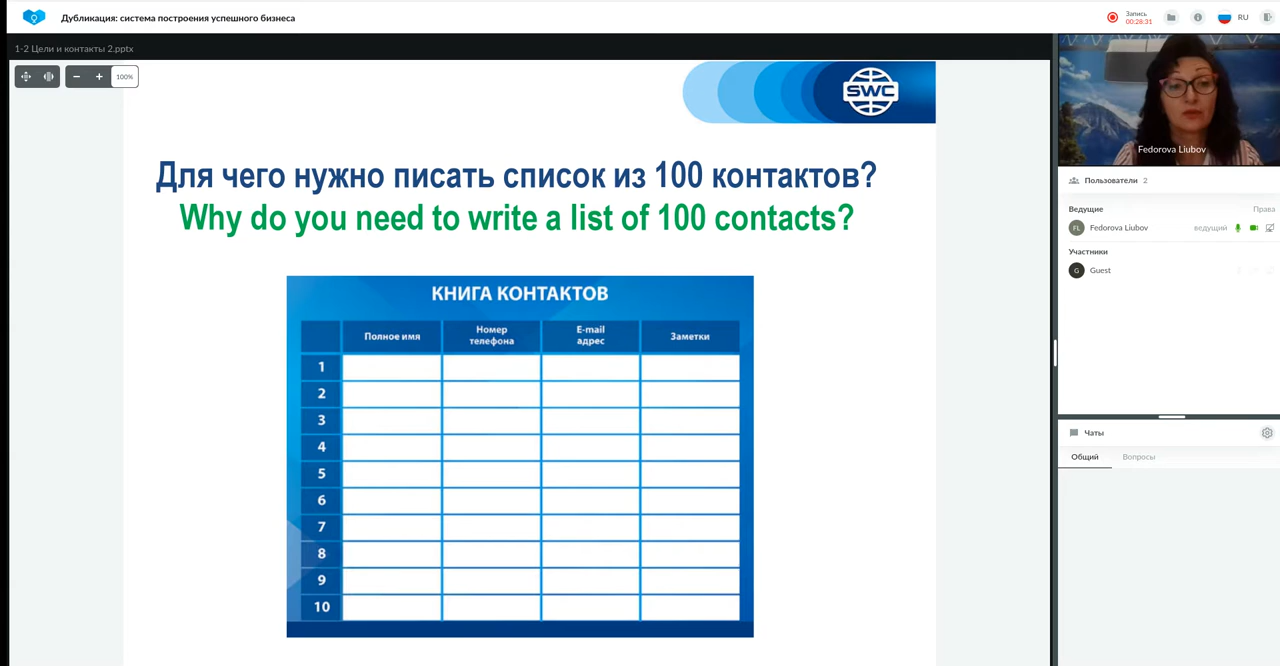 Дубликация: система построения успешного бизнеса
Запись
00:28:31
RU
1-2 Цели и контакты 2.pptx
100%
SWC
Для чего нужно писать список из 100 контактов?
Why do you need to write a list of 100 contacts?
КНИГА КОНТАКТОВ
Полное имя
Номер
телефона
E-mail
адрес
Заметки
1
2
3
4
5
6
7
8
9
10
Fedorova Liubov
Пользователи 2
Ведущие Права
FL Fedorova Liubov ведущий
Участники
G Guest
Чаты
Общий Вопросы